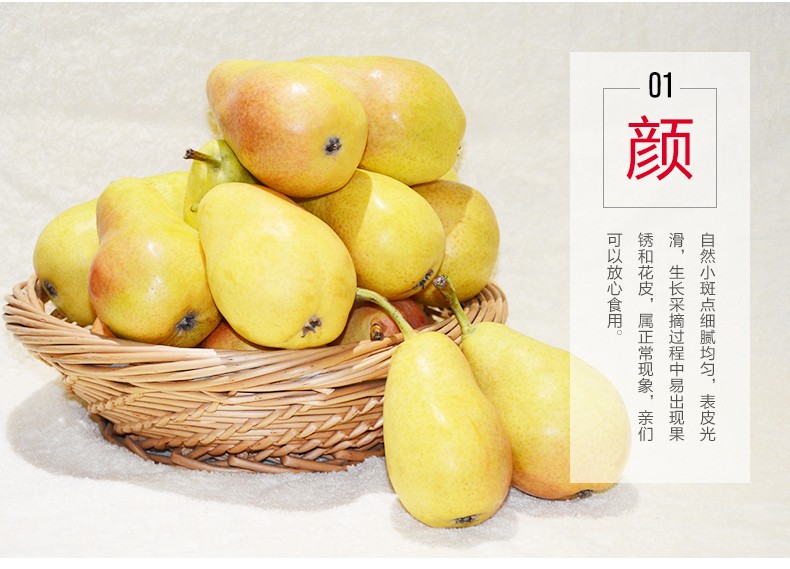 01
颜
自然小斑点细腻均匀，表皮光
滑，生长采摘过程中易出现果
锈和花皮，属正常现象，亲们
可以放心食用。